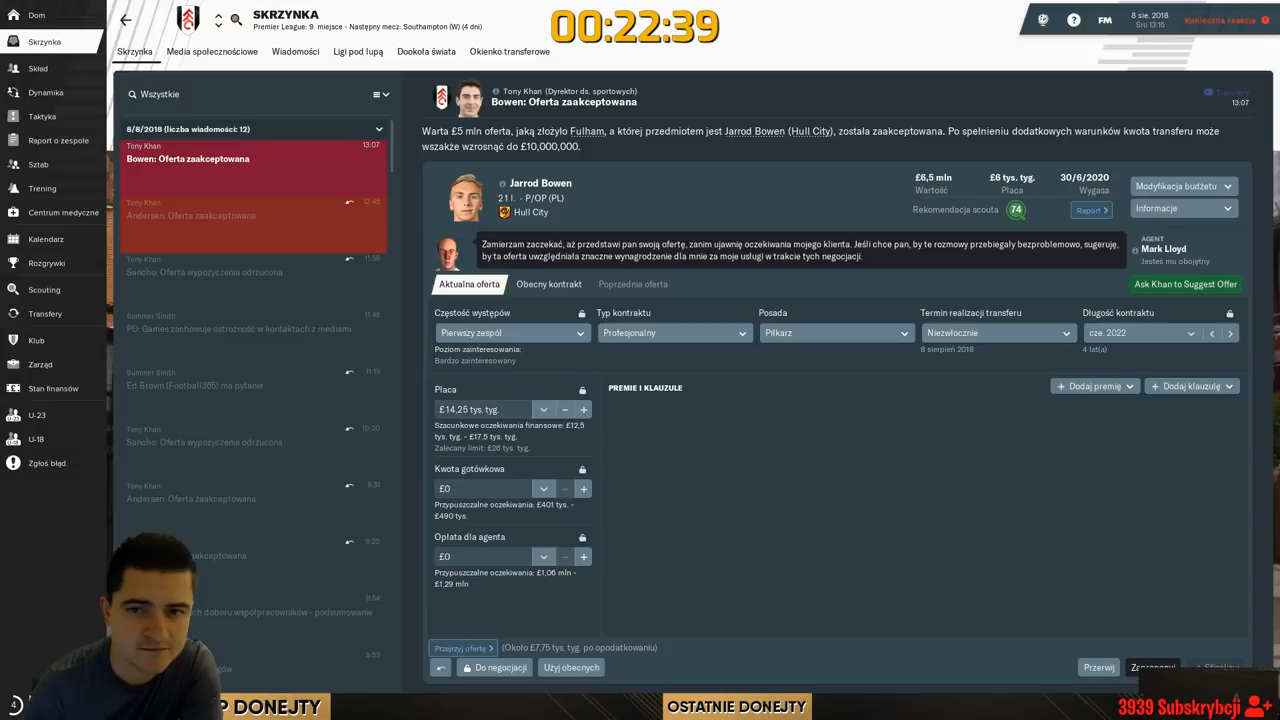 Dom
Skrzynka
Skład
Dynamika
Taktyka
Raport o zespole
Sztab
Trening
Centrum medyczne
Kalendarz
Rozgrywki
Scouting
Transfery
Klub
Zarząd
Stan finansów
U-23
U-18
Zgłoś błąd
SKRZYNKA
Premier League: 9. miejsce - Następny mecz: Southampton (W) (4 dni)
00:22:39
FM
8 sie. 2018
Śro 13:15
Konieczna reakcja
Skrzynka
Media społecznościowe
Wiadomości
Ligi pod lupą
Dookoła świata
Okienko transferowe
Wszystkie
8/8/2018 (liczba wiadomości: 12)
Tony Khan 13:07
Bowen: Oferta zaakceptowana
Tony Khan 12:45
Andersen: Oferta zaakceptowana
Tony Khan 11:58
Sancho: Oferta wypożyczenia odrzucona
Summer Smith 11:45
PD: Games zachowuje ostrożność w kontaktach z mediami
Summer Smith 11:19
Ed Brown (Football365) ma pytanie
Tony Khan 10:20
Sancho: Oferta wypożyczenia odrzucona
Tony Khan 9:31
Andersen: Oferta zaakceptowana
9:20
8:54
doboru współpracowników - podsumowanie
8:53
Tony Khan (Dyrektor ds. sportowych)
Bowen: Oferta zaakceptowana
Transfery
13:07
Warta £5 mln oferta, jaką złożyło Fulham, a której przedmiotem jest Jarrod Bowen (Hull City), została zaakceptowana. Po spełnieniu dodatkowych warunków kwota transferu może
wszakże wzrosnąć do £10,000,000.
Jarrod Bowen
21 l. - P/OP (PL)
Hull City
£6,5 mln
Wartość
£6 tys. tyg.
Płaca
30/6/2020
Wygasa
Rekomendacja scouta 74
Raport
Modyfikacja budżetu
Informacje
Zamierzam zaczekać, aż przedstawi pan swoją ofertę, zanim ujawnię oczekiwania mojego klienta. Jeśli chce pan, by te rozmowy przebiegały bezproblemowo, sugeruję,
by ta oferta uwzględniała znaczne wynagrodzenie dla mnie za moje usługi w trakcie tych negocjacji.
AGENT
Mark Lloyd
Jesteś mu obojętny
Aktualna oferta
Obecny kontrakt
Poprzednia oferta
Ask Khan to Suggest Offer
Częstość występów
Pierwszy zespół
Poziom zainteresowania:
Bardzo zainteresowany
Typ kontraktu
Profesjonalny
Posada
Piłkarz
Termin realizacji transferu
Niezwłocznie
8 sierpień 2018
Długość kontraktu
cze. 2022
4 lat(a)
Płaca
£14,25 tys. tyg.
Szacunkowe oczekiwania finansowe: £12,5
tys. tyg. - £17,5 tys. tyg.
Zalecany limit: £26 tys. tyg.
Kwota gotówkowa
£0
Przypuszczalne oczekiwania: £401 tys. -
£490 tys.
Opłata dla agenta
£0
Przypuszczalne oczekiwania: £1,06 mln -
£1,29 mln
PREMIE I KLAUZULE
Dodaj premię
Dodaj klauzulę
Przejrzyj ofertę
(Około £7,75 tys. tyg. po opodatkowaniu)
Do negocjacji
Użyj obecnych
Przerwij
Zaproponuj
P DONEJTY
OSTATNIE DONEJTY
3939 Subskrybcji